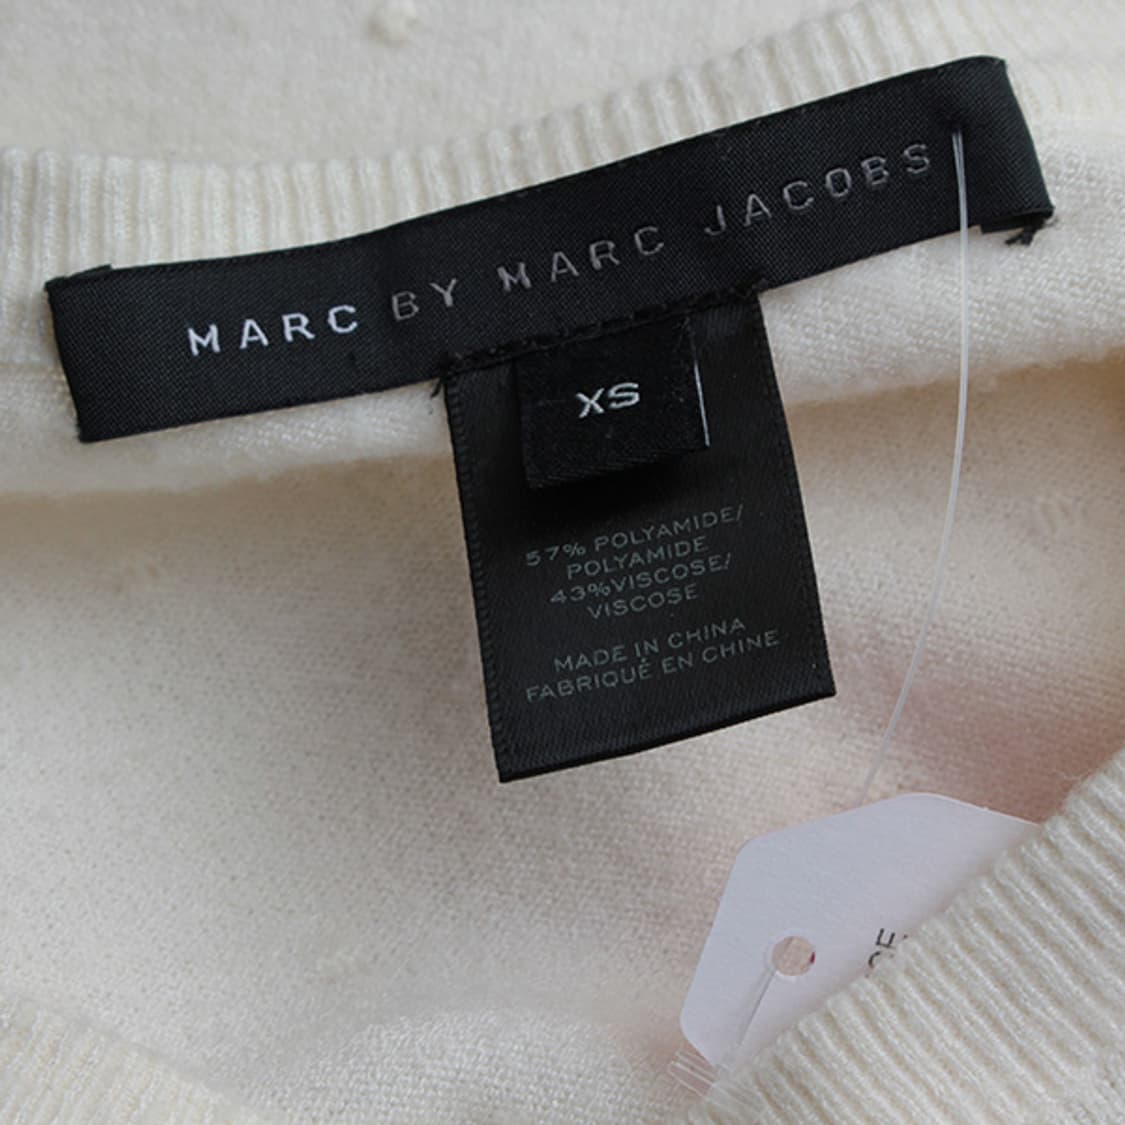 MARC BY MARC JACOBS
XS
57% POLYAMIDE/
POLYAMIDE
43%VISCOSE/
VISCOSE
MADE IN CHINA
FABRIQUÉ EN CHINE